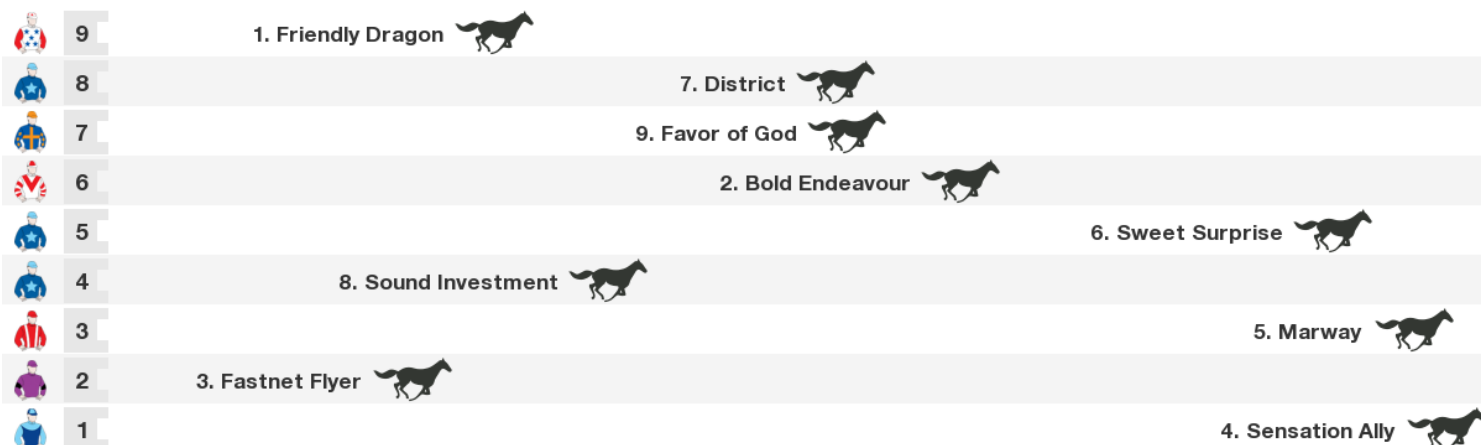 9 1. Friendly Dragon
8 7. District
7 9. Favor of God
6 2. Bold Endeavour
5 6. Sweet Surprise
4 8. Sound Investment
3 5. Marway
2 3. Fastnet Flyer
1 4. Sensation Ally